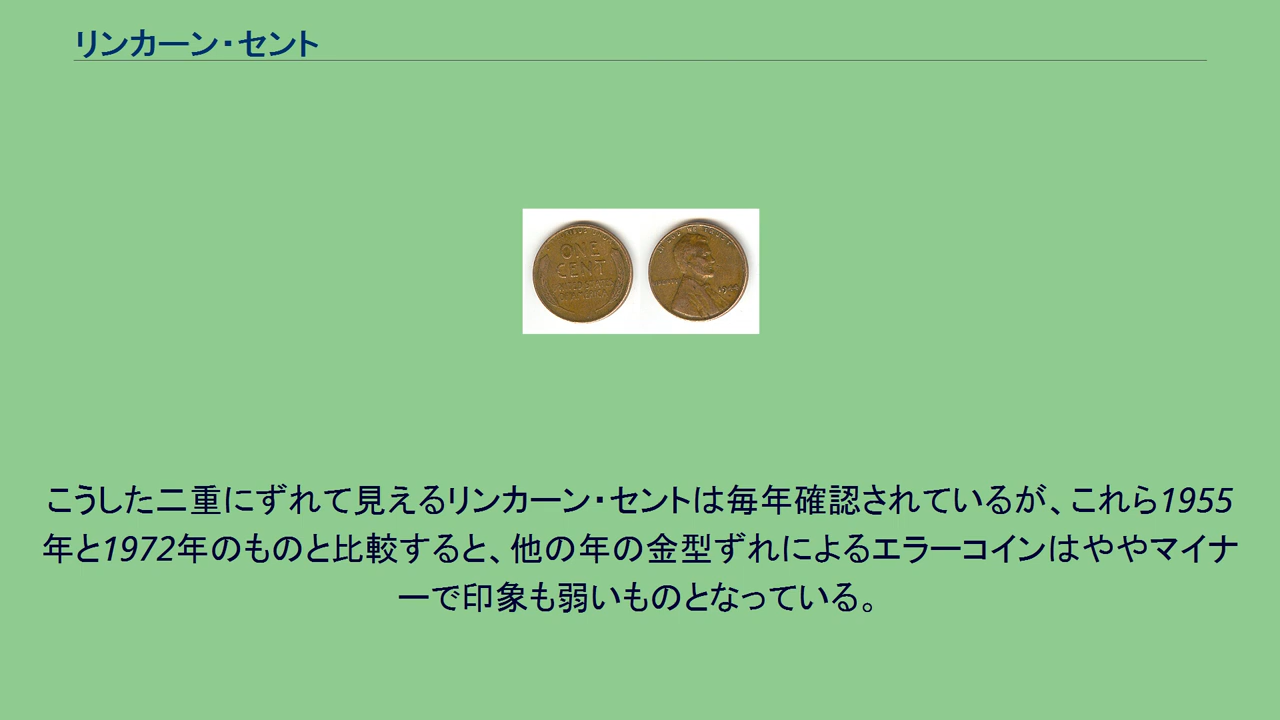 リンカーン・セント
ONE
CENT
こうした二重にずれて見えるリンカーン・セントは毎年確認されているが、これら1955
年と1972年のものと比較すると、他の年の金型ずれによるエラーコインはややマイナ
ーで印象も弱いものとなっている。